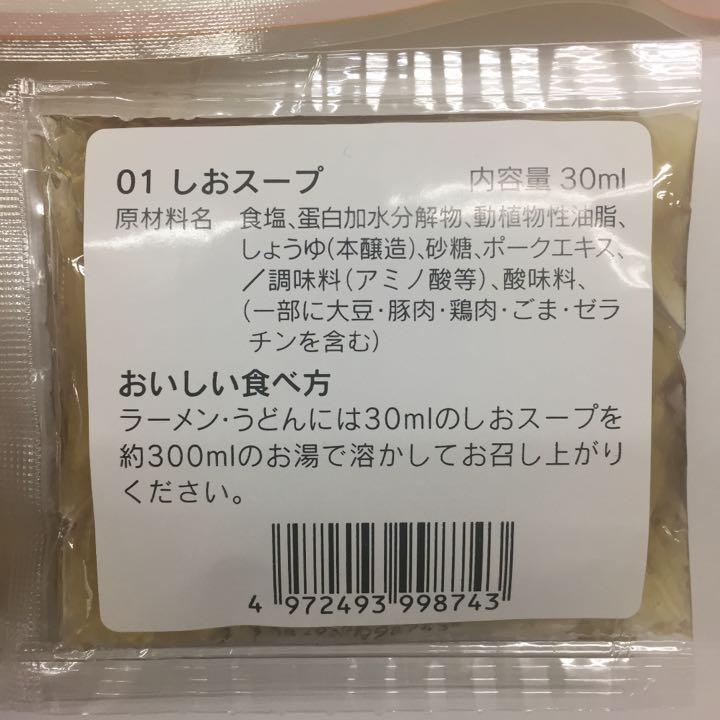 01 しおスープ 内容量 30ml
原材料名 食塩、蛋白加水分解物、動植物性油脂、
しょうゆ(本醸造)、砂糖、ポークエキス、
/調味料(アミノ酸等)、酸味料、
(一部に大豆・豚肉・鶏肉・ごま・ゼラ
チンを含む)
おいしい食べ方
ラーメン・うどんには30mlのしおスープを
約300mlのお湯で溶かしてお召し上がり
ください。
4 972493 998743